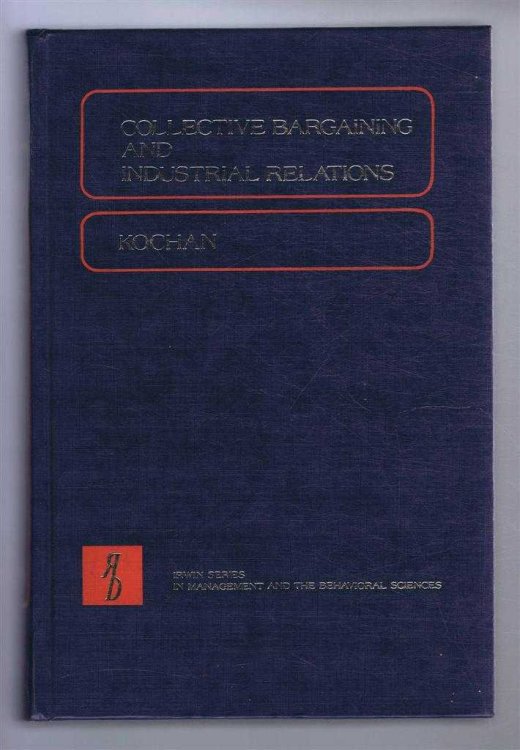 COLLECTIVE BARGAINING
AND
INDUSTRIAL RELATIONS
KOCHAN
IRWIN SERIES
IN MANAGEMENT AND THE BEHAVIORAL SCIENCES